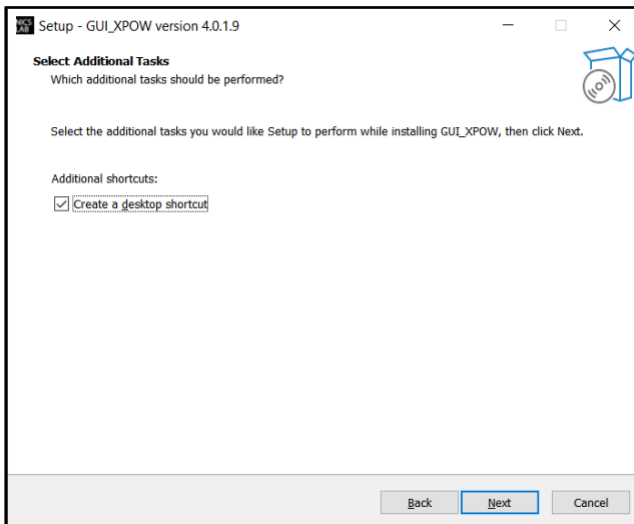 NICS
LAB
Setup - GUI_XPOW version 4.0.1.9
Select Additional Tasks
Which additional tasks should be performed?
Select the additional tasks you would like Setup to perform while installing GUI_XPOW, then click Next.
Additional shortcuts:
Create a desktop shortcut
Back
Next
Cancel